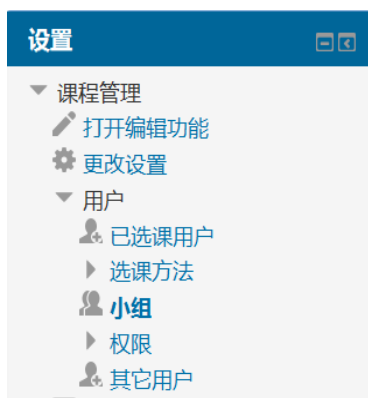 设置
课程管理
打开编辑功能
更改设置
用户
已选课用户
选课方法
小组
权限
其它用户